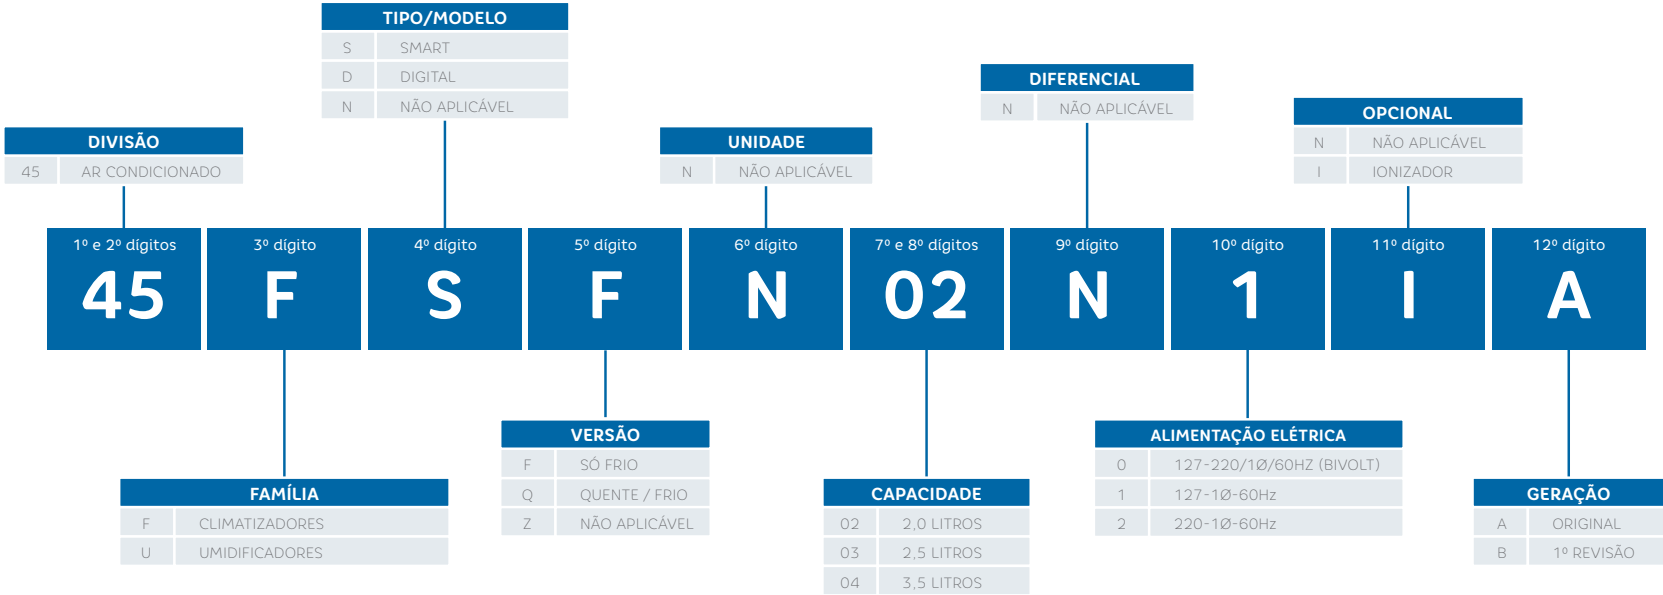 TIPO/MODELO
S SMART
D DIGITAL
N NÃO APLICÁVEL
DIFERENCIAL
N NÃO APLICÁVEL
OPCIONAL
N NÃO APLICÁVEL
I IONIZADOR
DIVISÃO
45 AR CONDICIONADO
UNIDADE
N NÃO APLICÁVEL
1º e 2º dígitos 3º dígito 4º dígito 5º dígito 6º dígito 7º e 8º dígitos 9º dígito 10º dígito 11º dígito 12º dígito
45 F S F N 02 N 1 I A
FAMÍLIA
F CLIMATIZADORES
U UMIDIFICADORES
VERSÃO
F SÓ FRIO
Q QUENTE / FRIO
Z NÃO APLICÁVEL
CAPACIDADE
02 2,0 LITROS
03 2,5 LITROS
04 3,5 LITROS
ALIMENTAÇÃO ELÉTRICA
0 127-220/1Ø/60HZ (BIVOLT)
1 127-1Ø-60Hz
2 220-1Ø-60Hz
GERAÇÃO
A ORIGINAL
B 1º REVISÃO